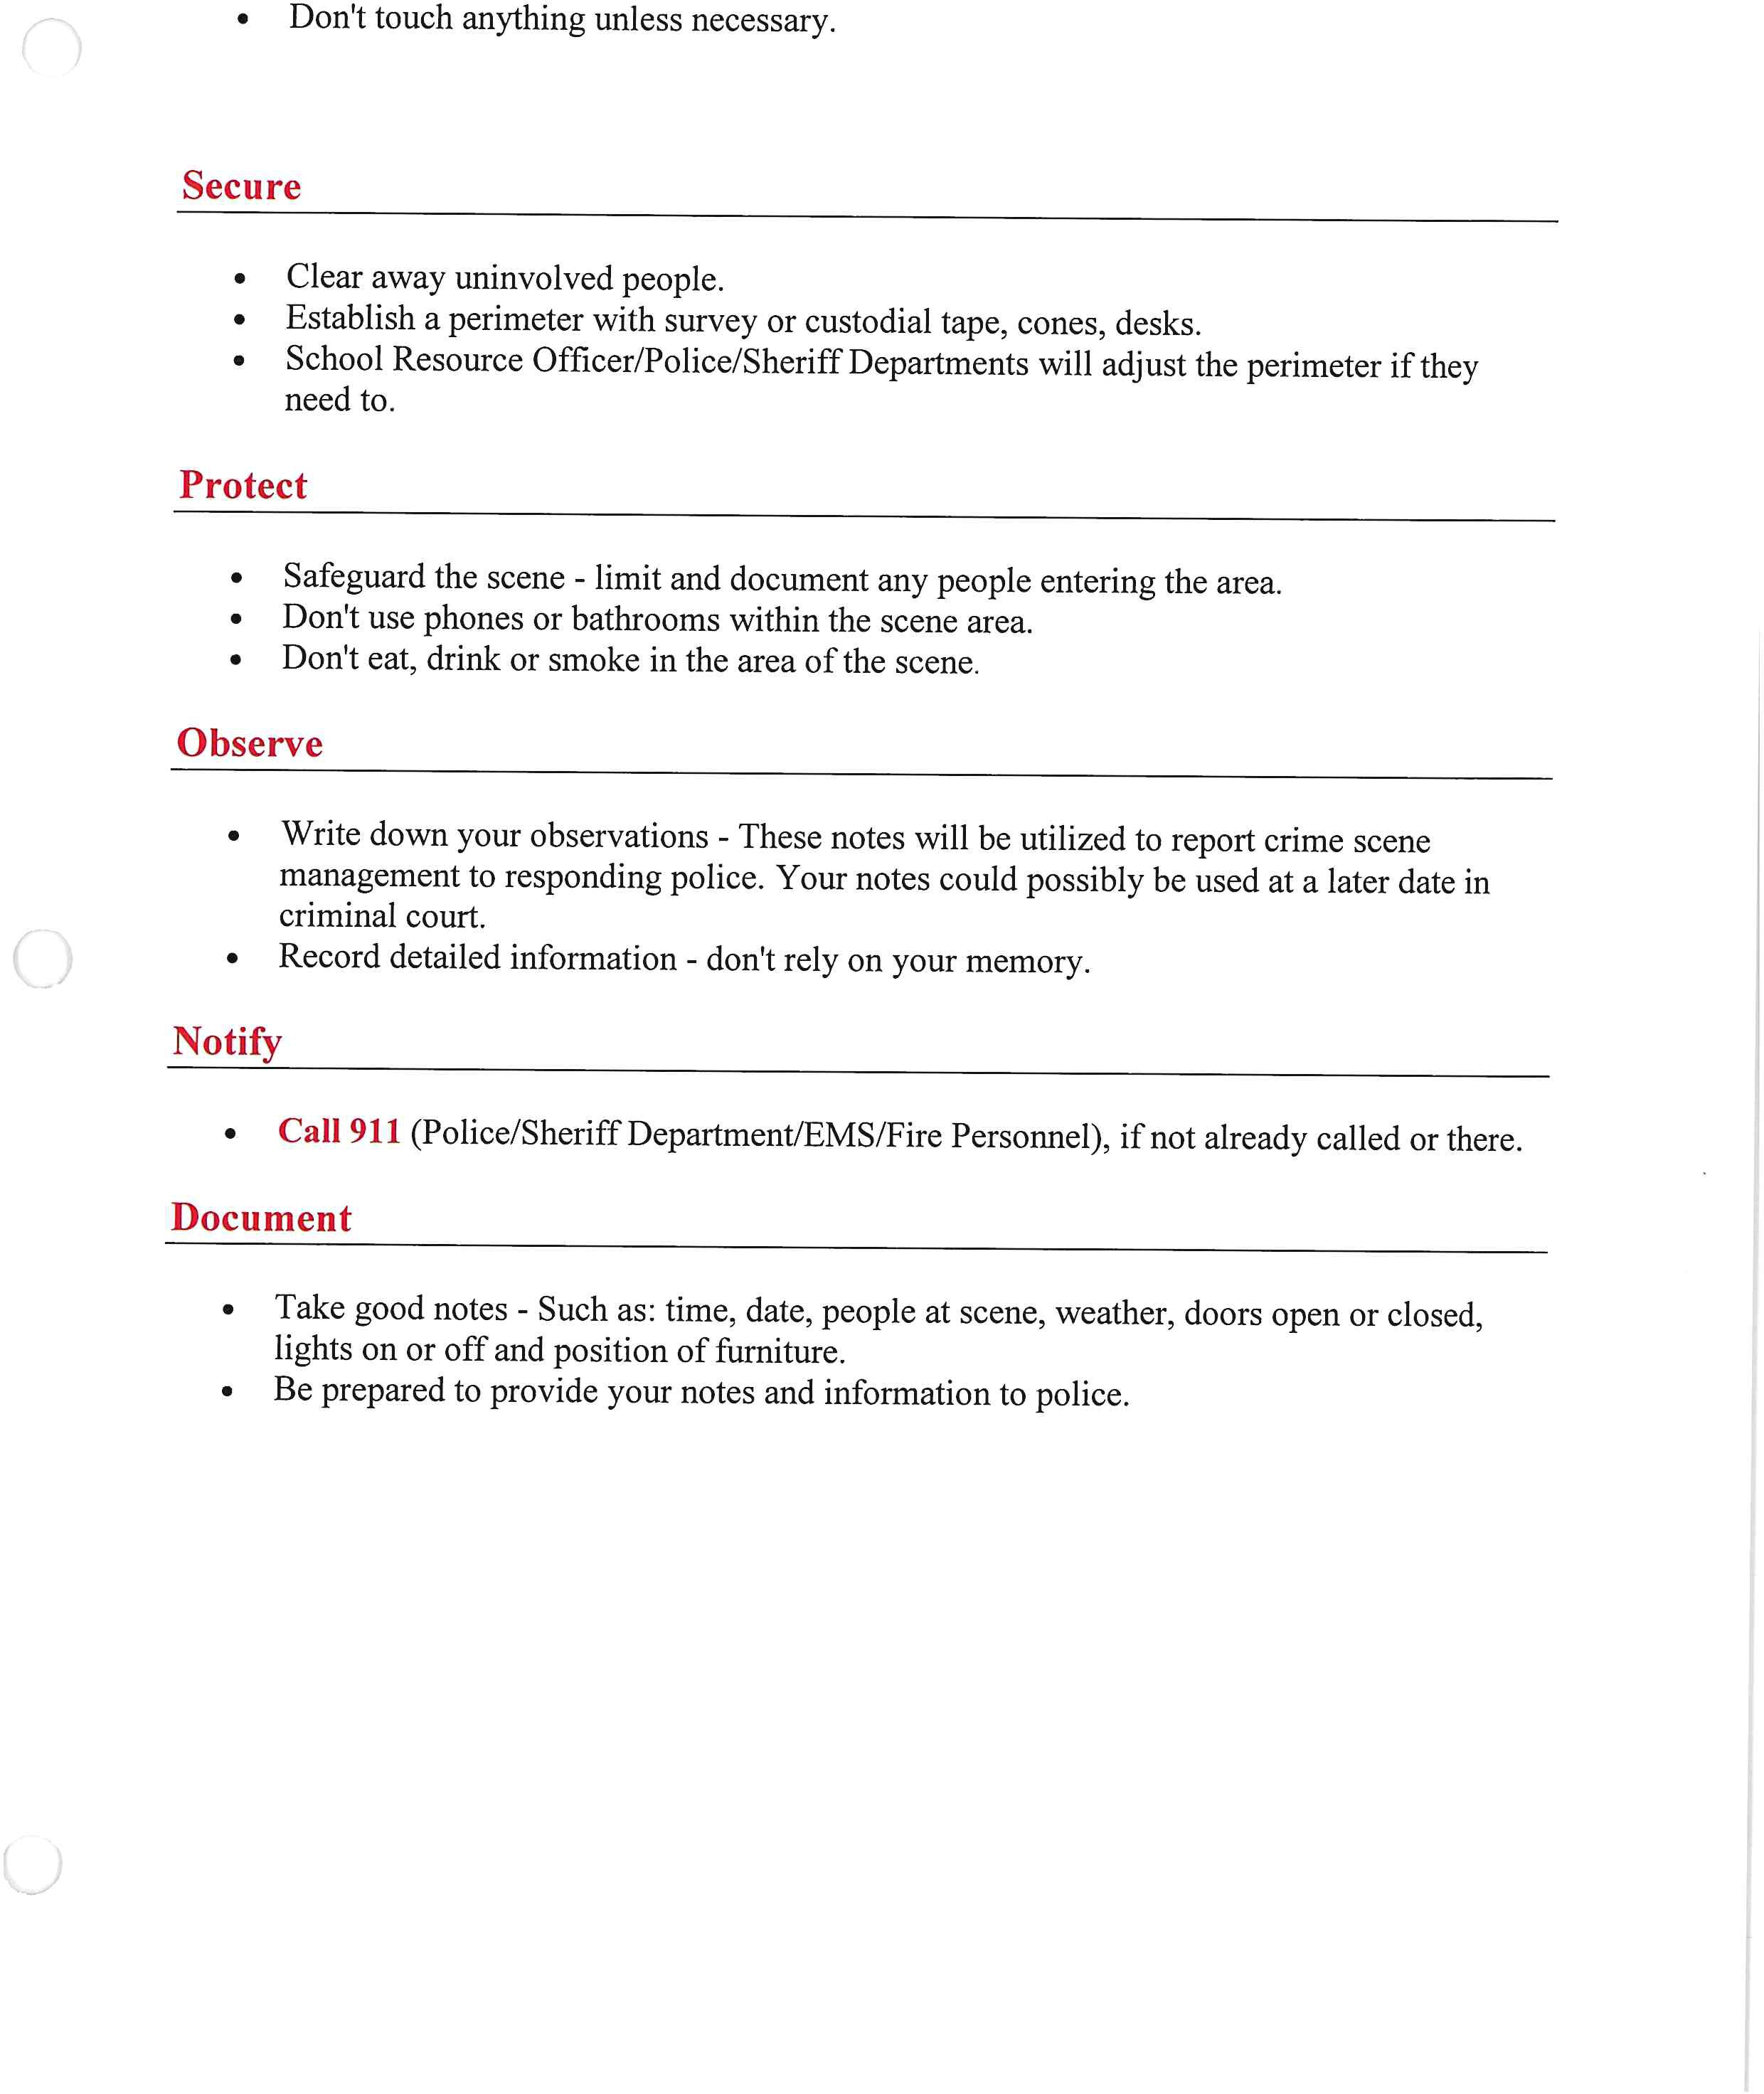 • Don't touch anything unless necessary.
Secure
• Clear away uninvolved people.
• Establish a perimeter with survey or custodial tape, cones, desks.
• School Resource Officer/Police/Sheriff Departments will adjust the perimeter if they
need to.
Protect
• Safeguard the scene - limit and document any people entering the area.
• Don't use phones or bathrooms within the scene area.
• Don't eat, drink or smoke in the area of the scene.
Observe
• Write down your observations - These notes will be utilized to report crime scene
management to responding police. Your notes could possibly be used at a later date in
criminal court.
• Record detailed information - don't rely on your memory.
Notify
• Call 911 (Police/Sheriff Department/EMS/Fire Personnel), if not already called or there.
Document
• Take good notes - Such as: time, date, people at scene, weather, doors open or closed,
lights on or off and position of furniture.
• Be prepared to provide your notes and information to police.